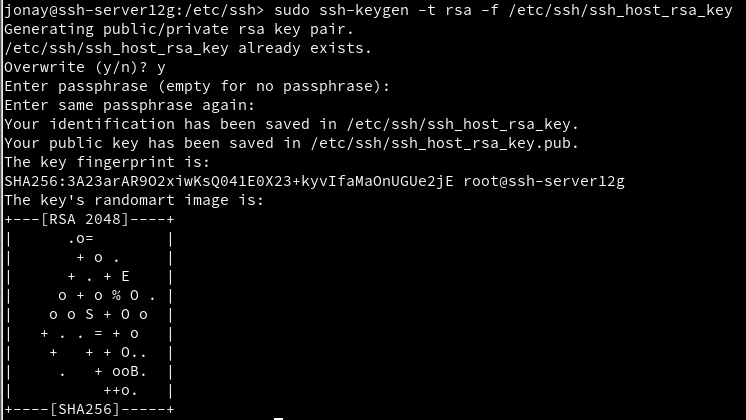 jonay@ssh-server12g:/etc/ssh> sudo ssh-keygen -t rsa -f /etc/ssh/ssh_host_rsa_key
Generating public/private rsa key pair.
/etc/ssh/ssh_host_rsa_key already exists.
Overwrite (y/n)? y
Enter passphrase (empty for no passphrase):
Enter same passphrase again:
Your identification has been saved in /etc/ssh/ssh_host_rsa_key.
Your public key has been saved in /etc/ssh/ssh_host_rsa_key.pub.
The key fingerprint is:
SHA256:3A23arAR9O2xiwKsQ041E0X23+kyvIfaMaOnUGUe2jE root@ssh-server12g
The key's randomart image is:
+---[RSA 2048]----+
|      .o=        |
|       + o .     |
|      + . + E    |
|     o + o % O . |
|    o o S + O o  |
|   + . . = + o   |
|    +   + + O..  |
|     .   + ooB.  |
|          ++o.   |
+----[SHA256]-----+